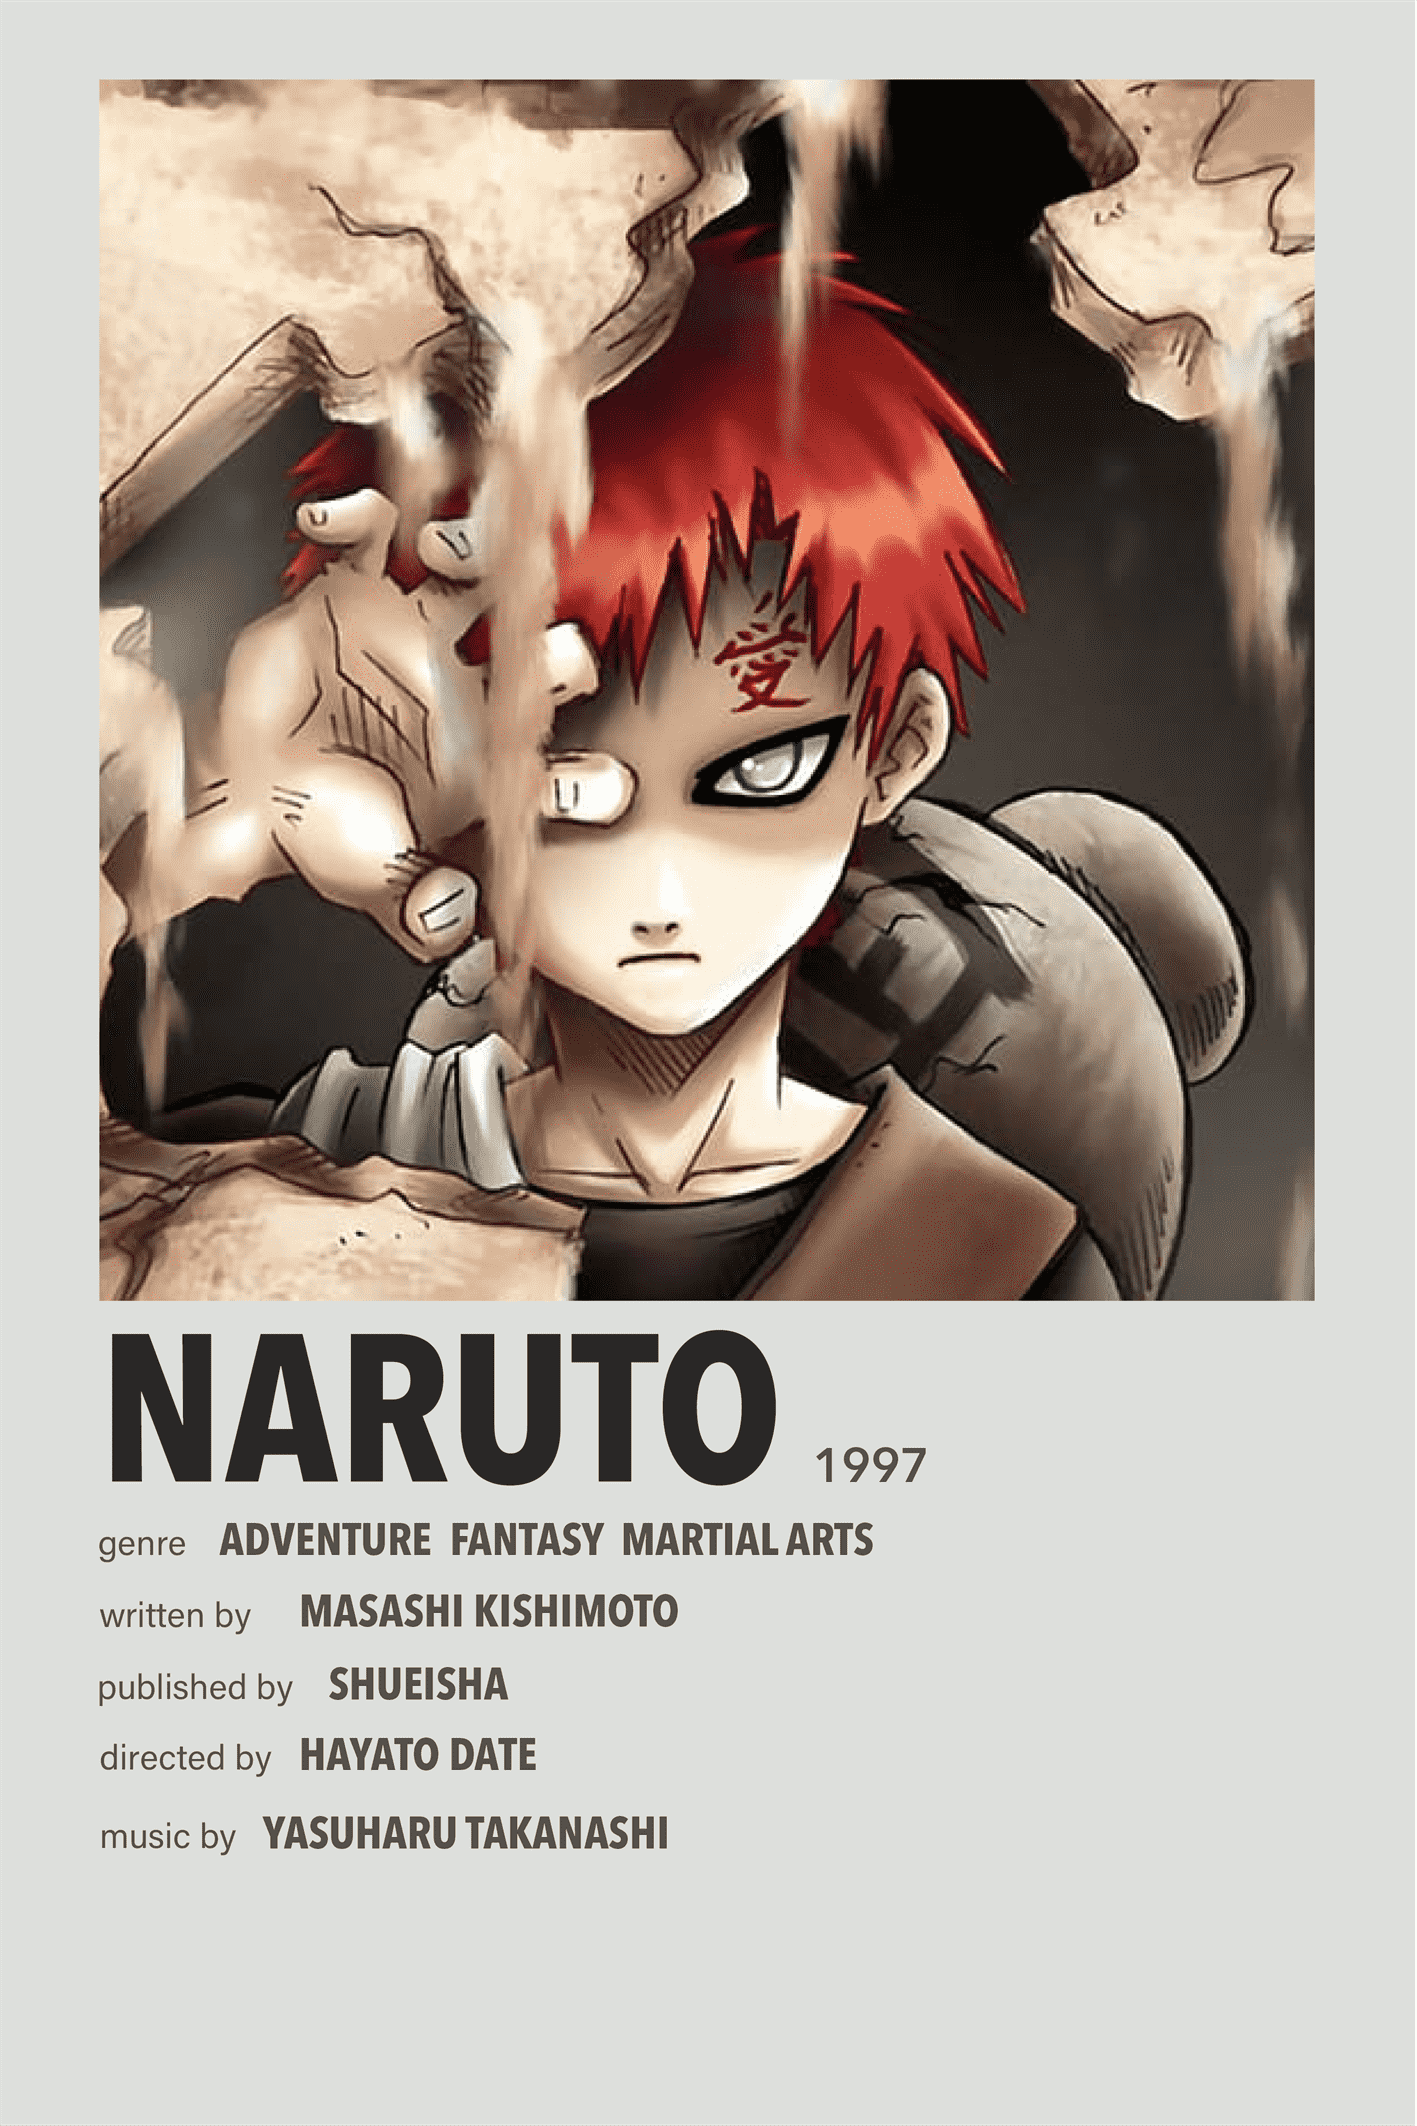 愛
NARUTO 1997
genre ADVENTURE FANTASY MARTIAL ARTS
written by MASASHI KISHIMOTO
published by SHUEISHA
directed by HAYATO DATE
music by YASUHARU TAKANASHI